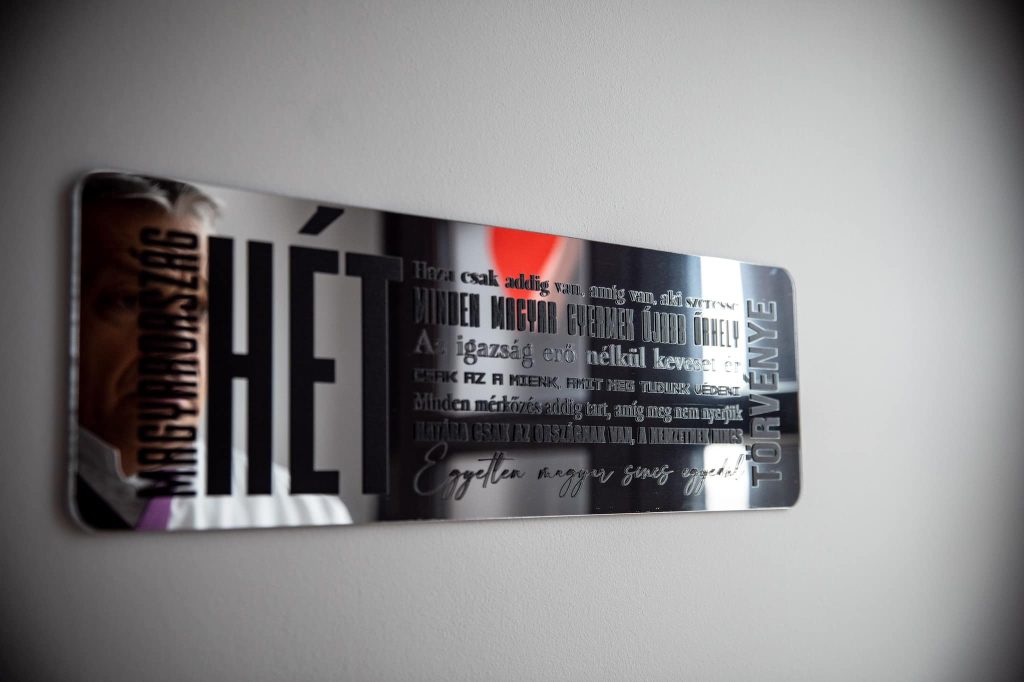 MAGYARORSZÁG
HÉT
Haza csak addig van, amíg van, aki szeresse
MINDEN MAGYAR GYERMEK ÚJABB ŐRHELY
Az igazság erő nélkül keveset ér
CSAK AZ A MIENK, AMIT MEG TUDUNK VÉDENI
Minden mérkőzés addig tart, amíg meg nem nyerjük
HATÁRA CSAK AZ ORSZÁGNAK VAN, A NEMZETNEK NINCS
Egyetlen magyar sincs egyedül
TÖRVÉNYE